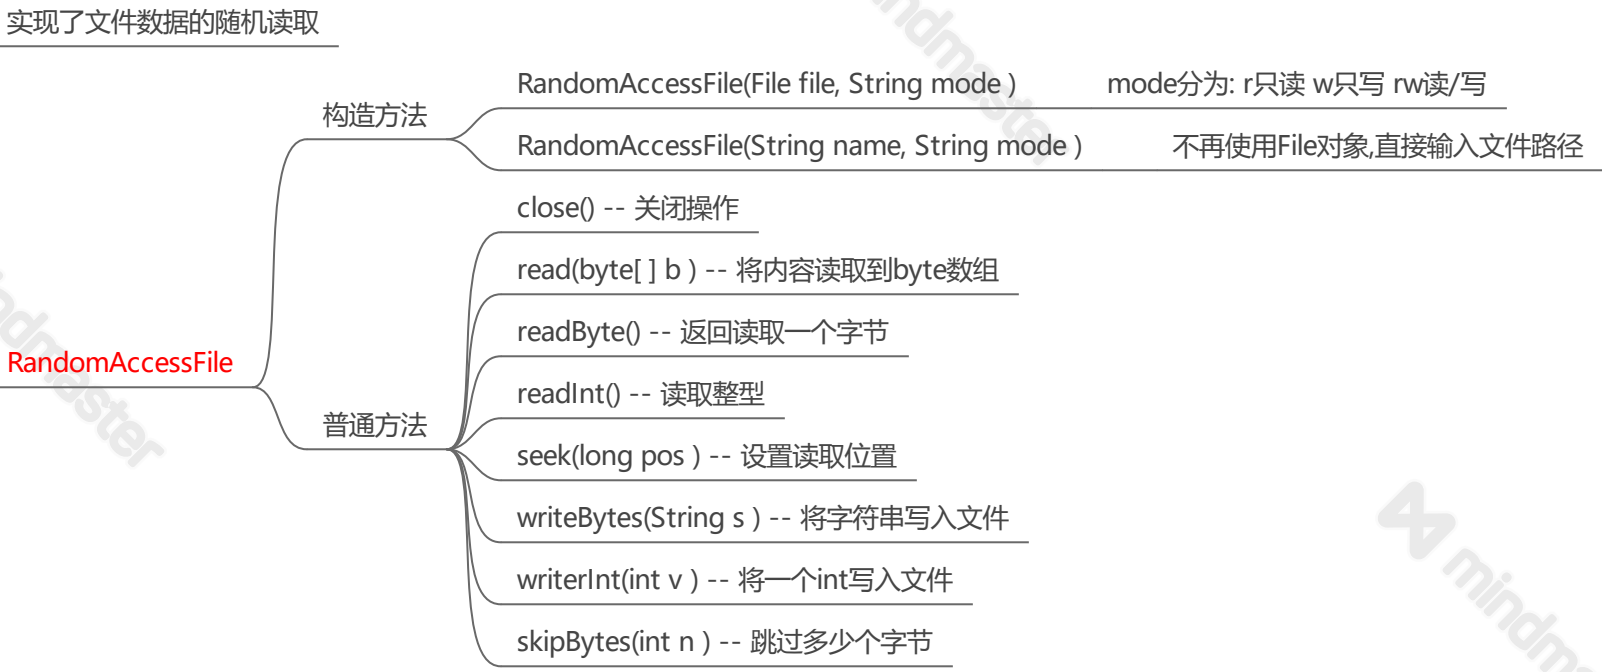 实现了文件数据的随机读取
RandomAccessFile
构造方法
RandomAccessFile(File file, String mode )
mode分为: r只读 w只写 rw读/写
RandomAccessFile(String name, String mode )
不再使用File对象,直接输入文件路径
普通方法
close() -- 关闭操作
read(byte[ ] b ) -- 将内容读取到byte数组
readByte() -- 返回读取一个字节
readInt() -- 读取整型
seek(long pos ) -- 设置读取位置
writeBytes(String s ) -- 将字符串写入文件
writerInt(int v ) -- 将一个int写入文件
skipBytes(int n ) -- 跳过多少个字节